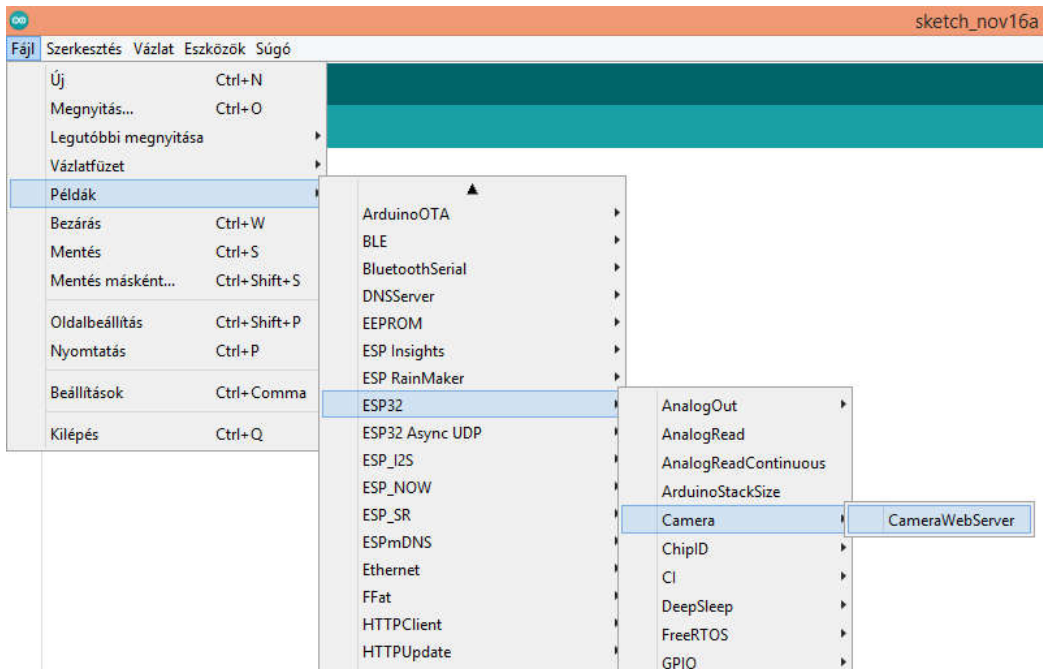 sketch_nov16a
Fájl Szerkesztés Vázlat Eszközök Súgó
Új Ctrl+N
Megnyitás... Ctrl+O
Legutóbbi megnyitása
Vázlatfüzet
Példák
Bezárás Ctrl+W
Mentés Ctrl+S
Mentés másként... Ctrl+Shift+S
Oldalbeállítás Ctrl+Shift+P
Nyomtatás Ctrl+P
Beállítások Ctrl+Comma
Kilépés Ctrl+Q
ArduinoOTA
BLE
BluetoothSerial
DNSServer
EEPROM
ESP Insights
ESP RainMaker
ESP32
ESP32 Async UDP
ESP_I2S
ESP_NOW
ESP_SR
ESPmDNS
Ethernet
FFat
HTTPClient
HTTPUpdate
AnalogOut
AnalogRead
AnalogReadContinuous
ArduinoStackSize
Camera
ChipID
CI
DeepSleep
FreeRTOS
GPIO
CameraWebServer